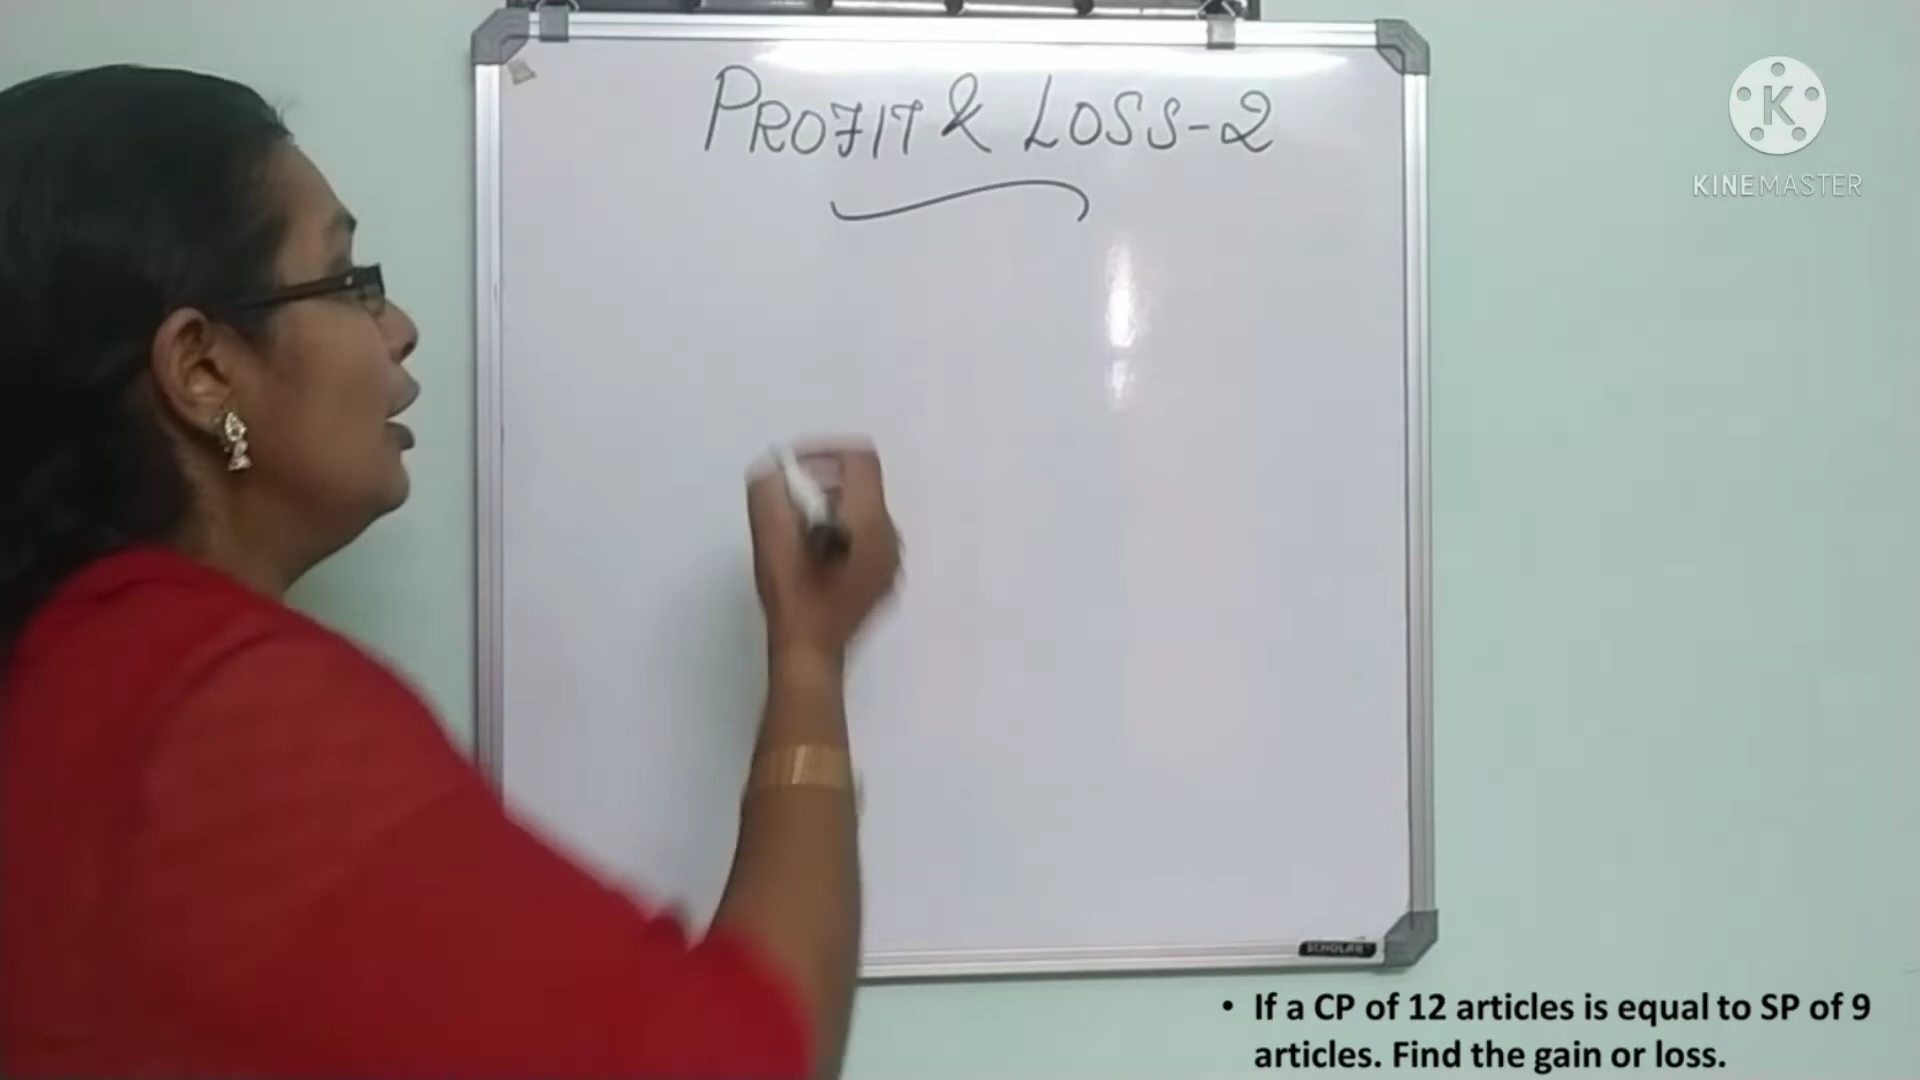 PROFIT & LOSS-2
KINEMASTER
SCHOLAR
• If a CP of 12 articles is equal to SP of 9
articles. Find the gain or loss.